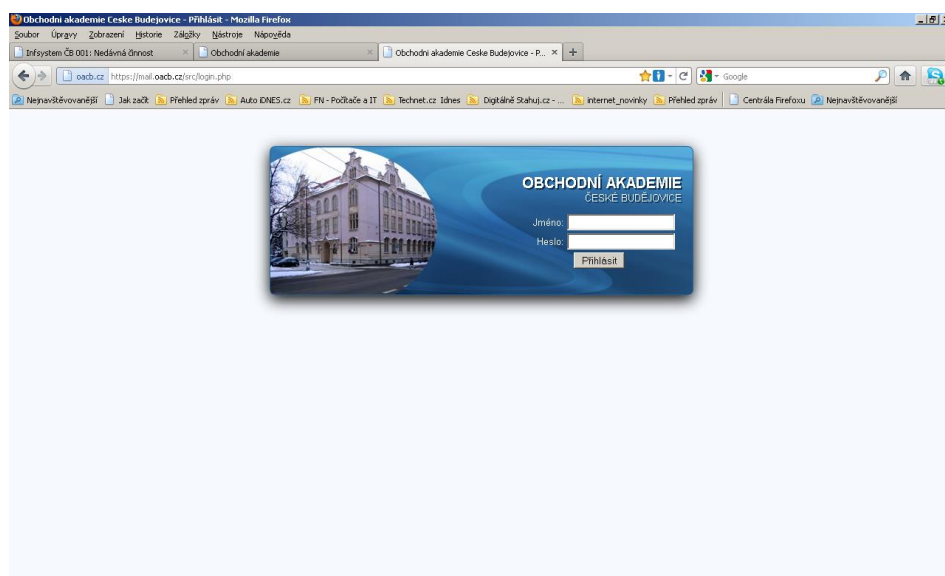 Obchodni akademie Ceske Budejovice - Přihlásit - Mozilla Firefox
Soubor Úpravy Zobrazení Historie Záložky Nástroje Nápověda
Infsystem ČB 001: Nedávná činnost
Obchodní akademie
Obchodni akademie Ceske Budejovice - P...
oacb.cz https://mail.oacb.cz/src/login.php
Google
Nejnavštěvovanější Jak začít Přehled zpráv Auto iDNES.cz FN - Počítače a IT Technet.cz Idnes Digitálně Stahuj.cz - ... internet_novinky Přehled zpráv Centrála Firefoxu Nejnavštěvovanější
OBCHODNÍ AKADEMIE
ČESKÉ BUDĚJOVICE
Jméno:
Heslo:
Přihlásit